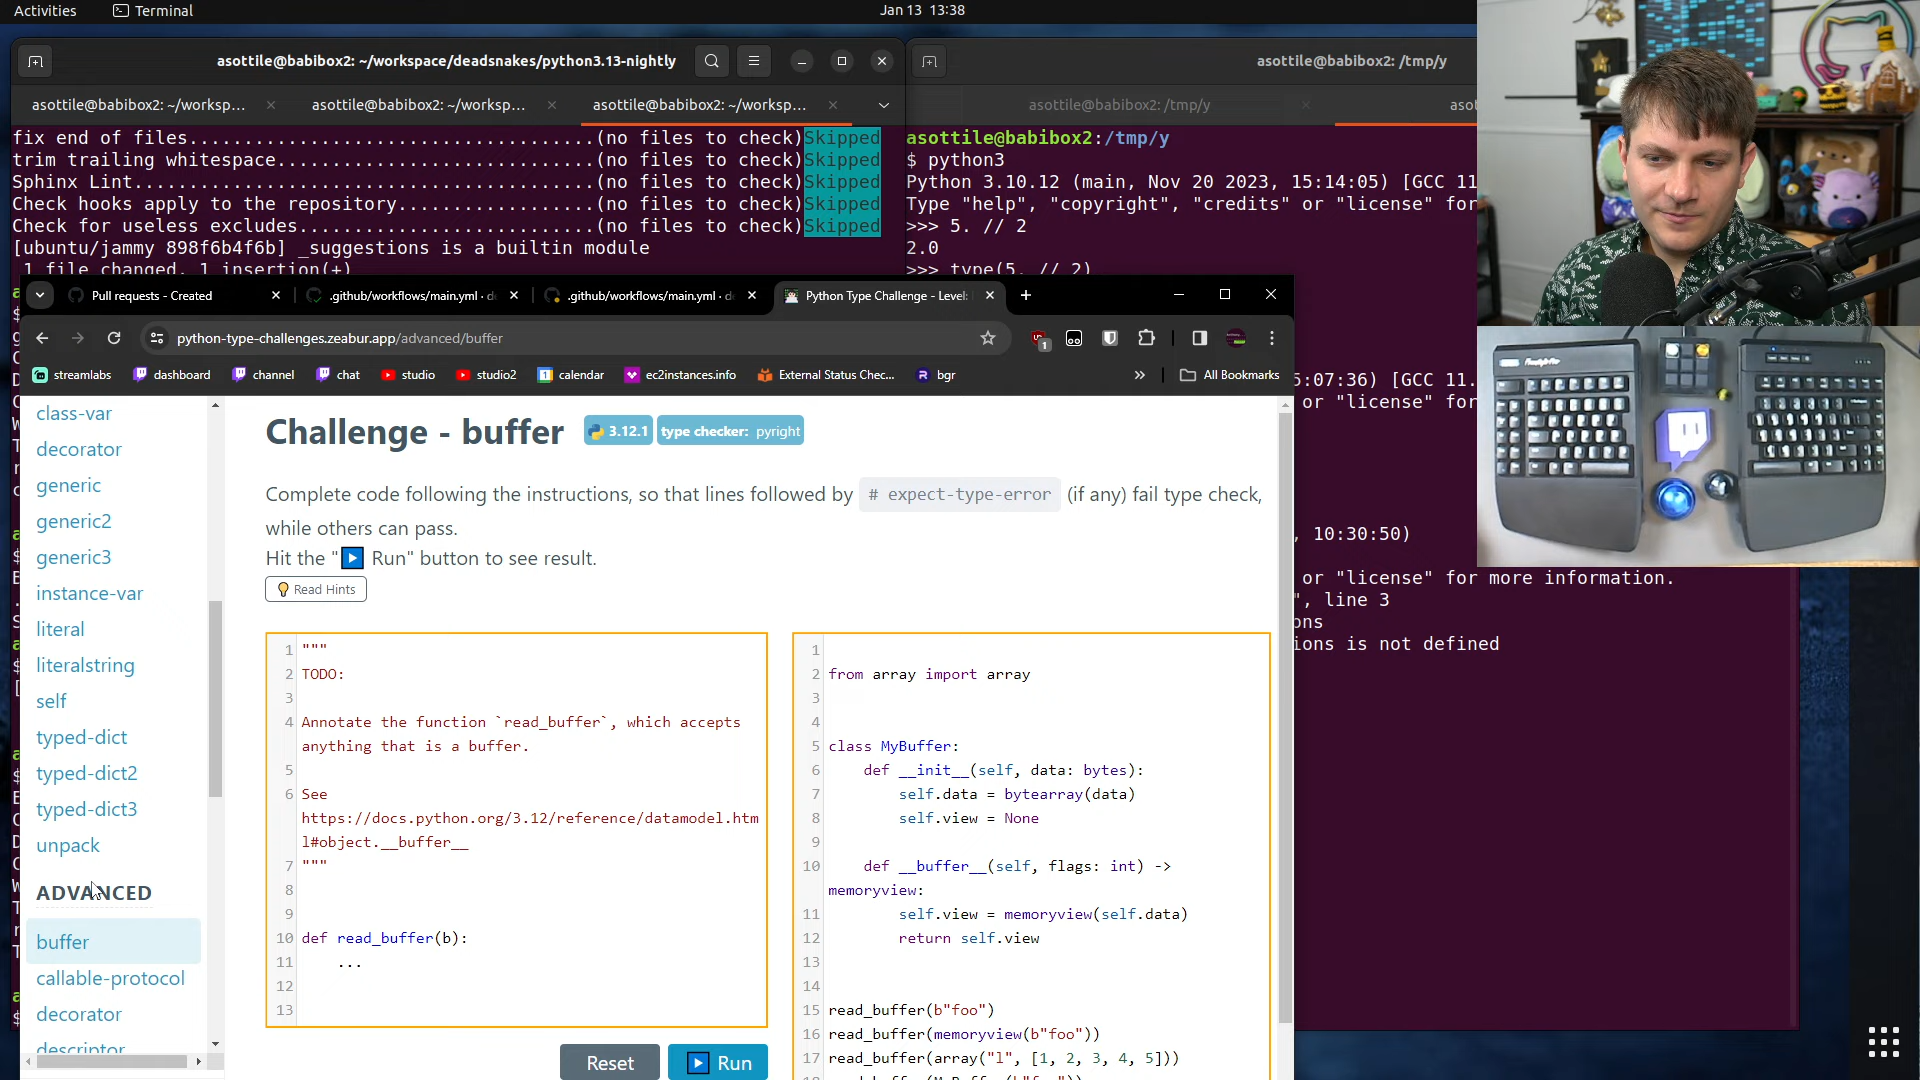 Activities
Terminal
Jan 13 13:38
asottile@babibox2: ~/workspace/deadsnakes/python3.13-nightly
asottile@babibox2: /tmp/y
asottile@babibox2: ~/worksp...
asottile@babibox2: ~/worksp...
asottile@babibox2: ~/worksp...
asottile@babibox2: /tmp/y
asot
fix end of files.....................................(no files to check)Skipped
trim trailing whitespace.............................(no files to check)Skipped
Sphinx Lint..........................................(no files to check)Skipped
Check hooks apply to the repository..................(no files to check)Skipped
Check for useless excludes...........................(no files to check)Skipped
[ubuntu/jammy 898f6b4f6b] _suggestions is a builtin module
1 file changed, 1 insertion(+)
asottile@babibox2:/tmp/y
$ python3
Python 3.10.12 (main, Nov 20 2023, 15:14:05) [GCC 11
Type "help", "copyright", "credits" or "license" for
>>> 5. // 2
2.0
>>> type(5. // 2)
5:07:36) [GCC 11.
or "license" for
, 10:30:50)
or "license" for more information.
", line 3
ons
ions is not defined
Pull requests - Created
.github/workflows/main.yml · de
.github/workflows/main.yml · de
Python Type Challenge - Level:
python-type-challenges.zeabur.app/advanced/buffer
1
streamlabs
dashboard
channel
chat
studio
studio2
calendar
ec2instances.info
External Status Chec...
bgr
»
All Bookmarks
class-var
decorator
generic
generic2
generic3
instance-var
literal
literalstring
self
typed-dict
typed-dict2
typed-dict3
unpack
ADVANCED
buffer
callable-protocol
decorator
descriptor
Challenge - buffer
3.12.1
type checker: pyright
Complete code following the instructions, so that lines followed by # expect-type-error (if any) fail type check,
while others can pass.
Hit the "▶ Run" button to see result.
Read Hints
1 """
2 TODO:
3
4 Annotate the function `read_buffer`, which accepts
anything that is a buffer.
5
6 See
https://docs.python.org/3.12/reference/datamodel.htm
l#object.__buffer__
7 """
8
9
10 def read_buffer(b):
11     ...
12
13
Reset
Run
1
2 from array import array
3
4
5 class MyBuffer:
6     def __init__(self, data: bytes):
7         self.data = bytearray(data)
8         self.view = None
9
10     def __buffer__(self, flags: int) ->
memoryview:
11         self.view = memoryview(self.data)
12         return self.view
13
14
15 read_buffer(b"foo")
16 read_buffer(memoryview(b"foo"))
17 read_buffer(array("l", [1, 2, 3, 4, 5]))